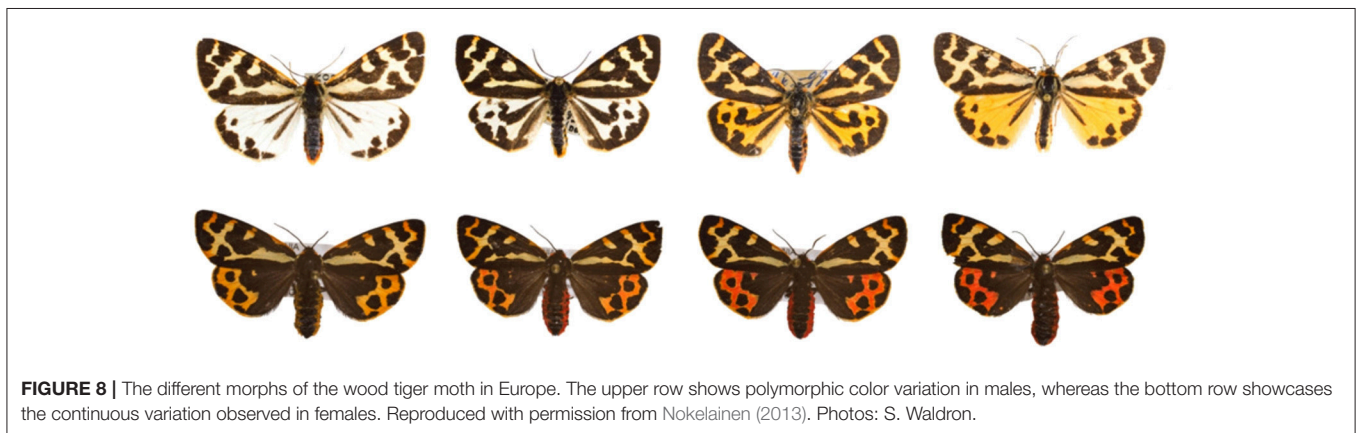 FIGURE 8 | The different morphs of the wood tiger moth in Europe. The upper row shows polymorphic color variation in males, whereas the bottom row showcases
the continuous variation observed in females. Reproduced with permission from Nokelainen (2013). Photos: S. Waldron.